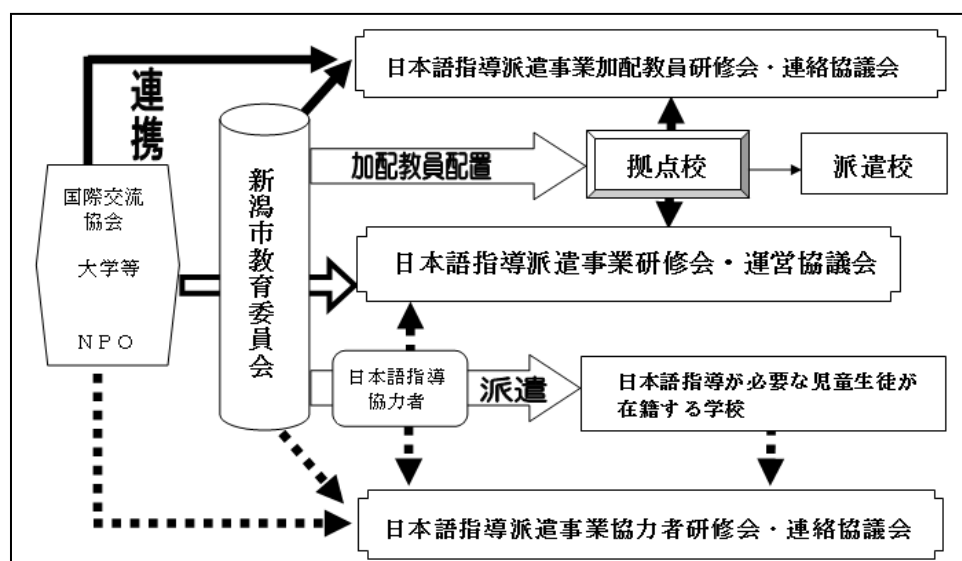 日本語指導派遣事業加配教員研修会・連絡協議会
連携
加配教員配置
拠点校
派遣校
国際交流
協会
大学等
NPO
新潟市教育委員会
日本語指導派遣事業研修会・運営協議会
日本語指導
協力者
派遣
日本語指導が必要な児童生徒が
在籍する学校
日本語指導派遣事業協力者研修会・連絡協議会